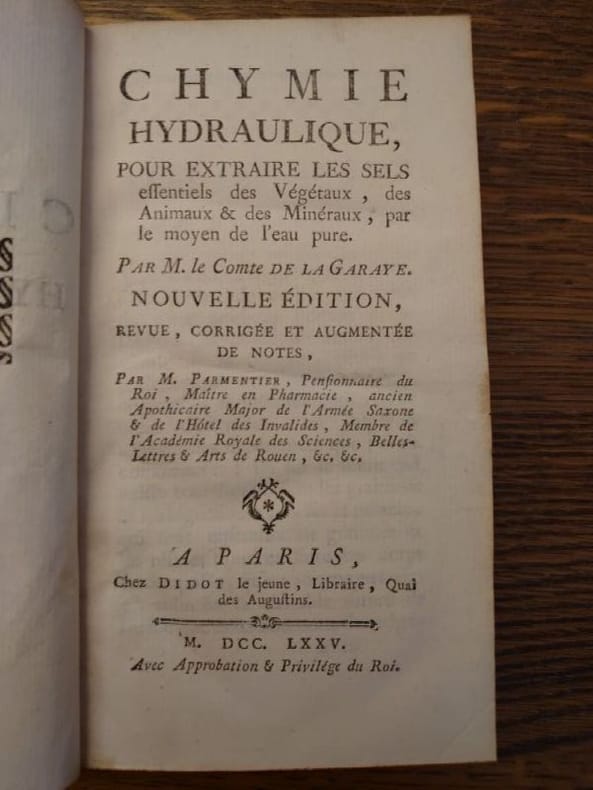 CHYMIE
HYDRAULIQUE,
POUR EXTRAIRE LES SELS
eſſentiels des Végétaux, des
Animaux & des Minéraux, par
le moyen de l'eau pure.
PAR M. le Comte DE LA GARAYE.
NOUVELLE ÉDITION,
REVUE, CORRIGÉE ET AUGMENTÉE
DE NOTES,
PAR M. PARMENTIER, Penſionnaire du
Roi, Maître en Pharmacie, ancien
Apothicaire Major de l'Armée Saxone
& de l'Hôtel des Invalides, Membre de
l'Académie Royale des Sciences, Belles-
Lettres & Arts de Rouen, &c. &c.
A PARIS,
Chez DIDOT le jeune, Libraire, Quai
des Auguſtins.
M. DCC. LXXV.
Avec Approbation & Privilége du Roi.